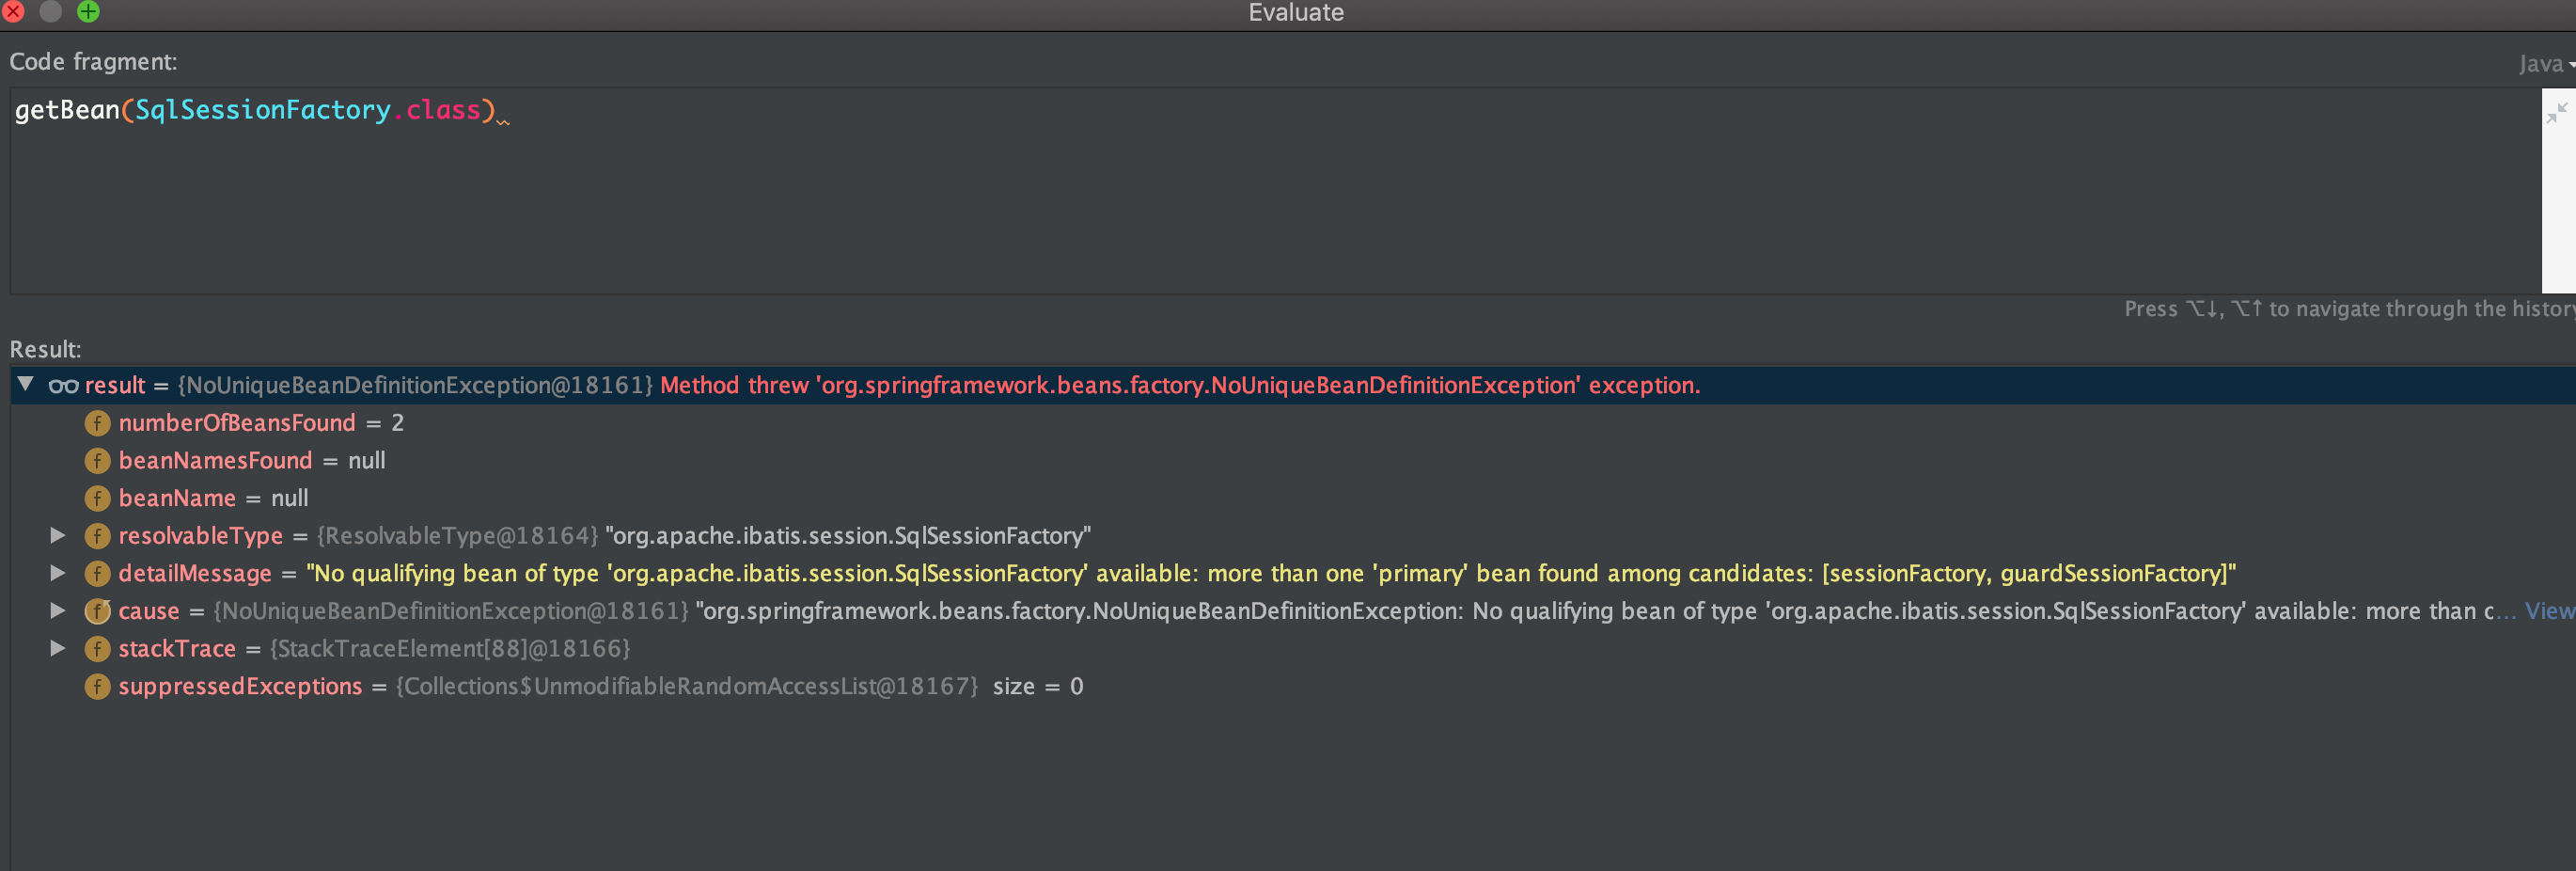 Evaluate
Code fragment:
Java
getBean(SqlSessionFactory.class)
Press ⌥↓, ⌥↑ to navigate through the history
Result:
result = {NoUniqueBeanDefinitionException@18161} Method threw 'org.springframework.beans.factory.NoUniqueBeanDefinitionException' exception.
f numberOfBeansFound = 2
f beanNamesFound = null
f beanName = null
f resolvableType = {ResolvableType@18164} "org.apache.ibatis.session.SqlSessionFactory"
f detailMessage = "No qualifying bean of type 'org.apache.ibatis.session.SqlSessionFactory' available: more than one 'primary' bean found among candidates: [sessionFactory, guardSessionFactory]"
f cause = {NoUniqueBeanDefinitionException@18161} "org.springframework.beans.factory.NoUniqueBeanDefinitionException: No qualifying bean of type 'org.apache.ibatis.session.SqlSessionFactory' available: more than c... View
f stackTrace = {StackTraceElement[88]@18166}
f suppressedExceptions = {Collections$UnmodifiableRandomAccessList@18167} size = 0